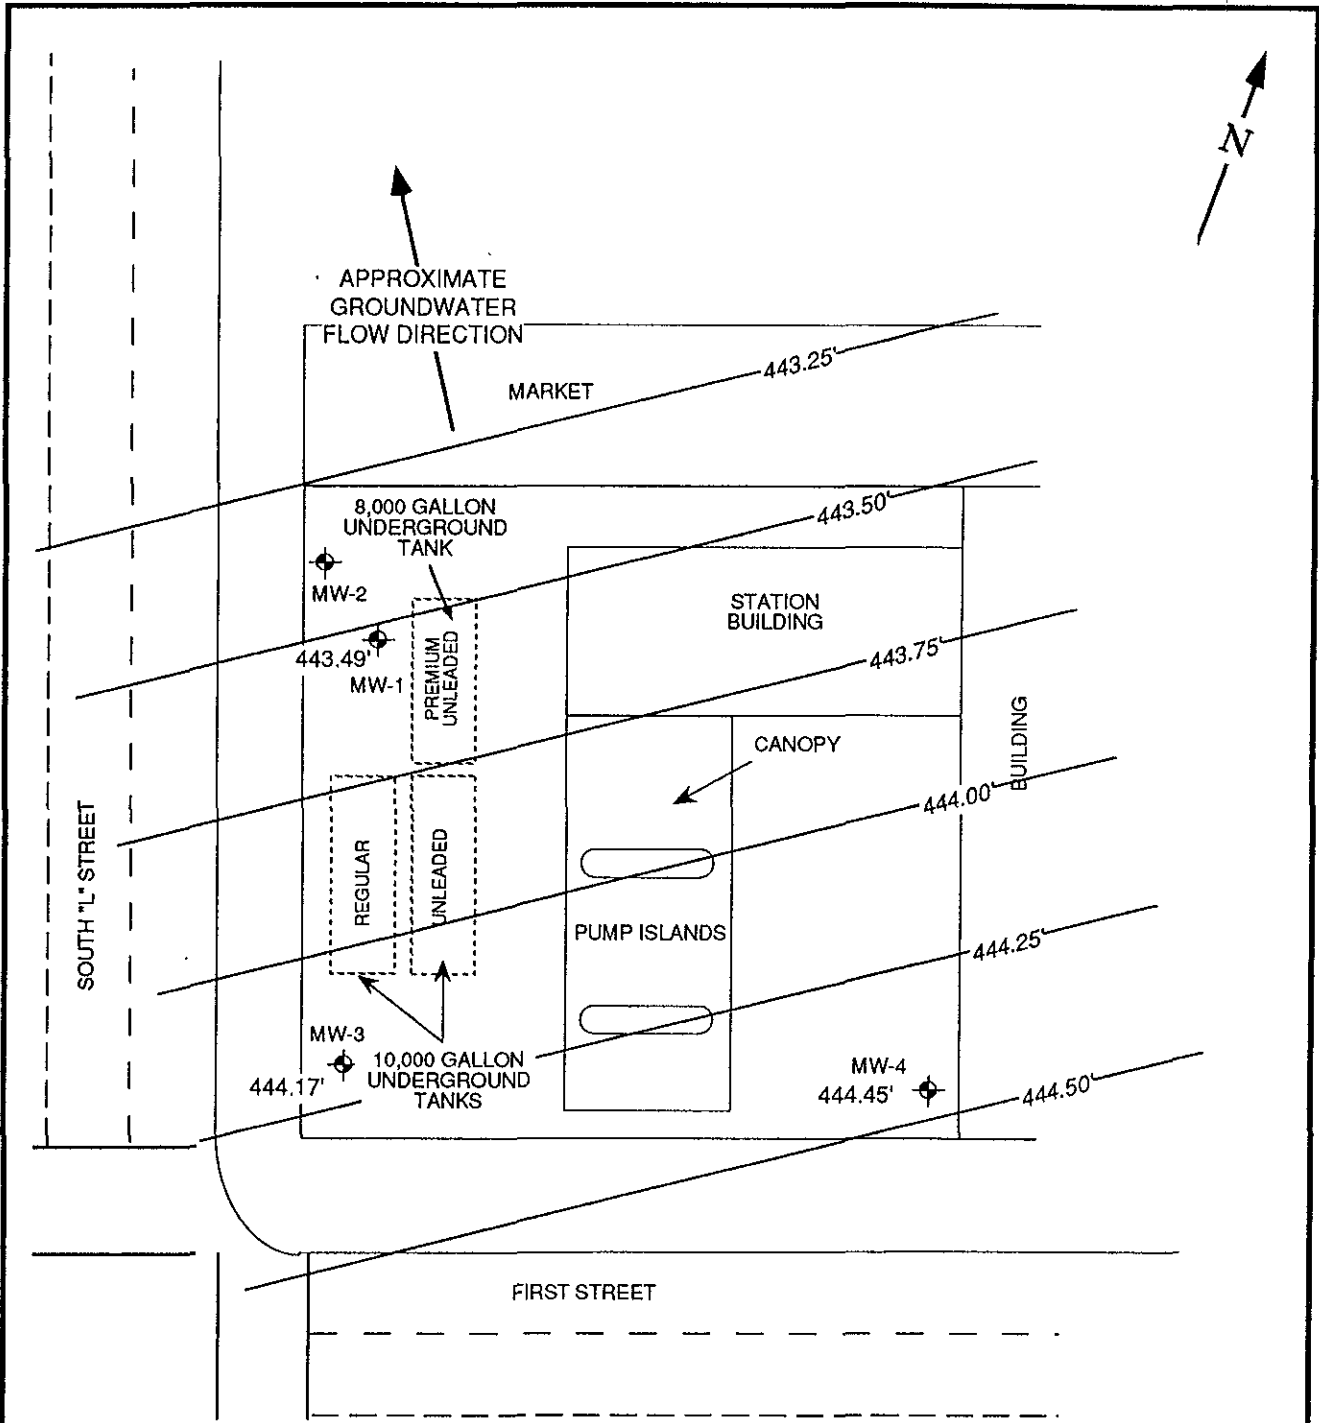 N
APPROXIMATE
GROUNDWATER
FLOW DIRECTION
443.25'
MARKET
8,000 GALLON
UNDERGROUND
TANK
443.50'
MW-2
STATION
BUILDING
443.49'
MW-1
PREMIUM
UNLEADED
443.75'
BUILDING
CANOPY
444.00'
SOUTH "L" STREET
REGULAR
UNLEADED
PUMP ISLANDS
444.25'
MW-3
444.17'
10,000 GALLON
UNDERGROUND
TANKS
MW-4
444.45'
444.50'
FIRST STREET